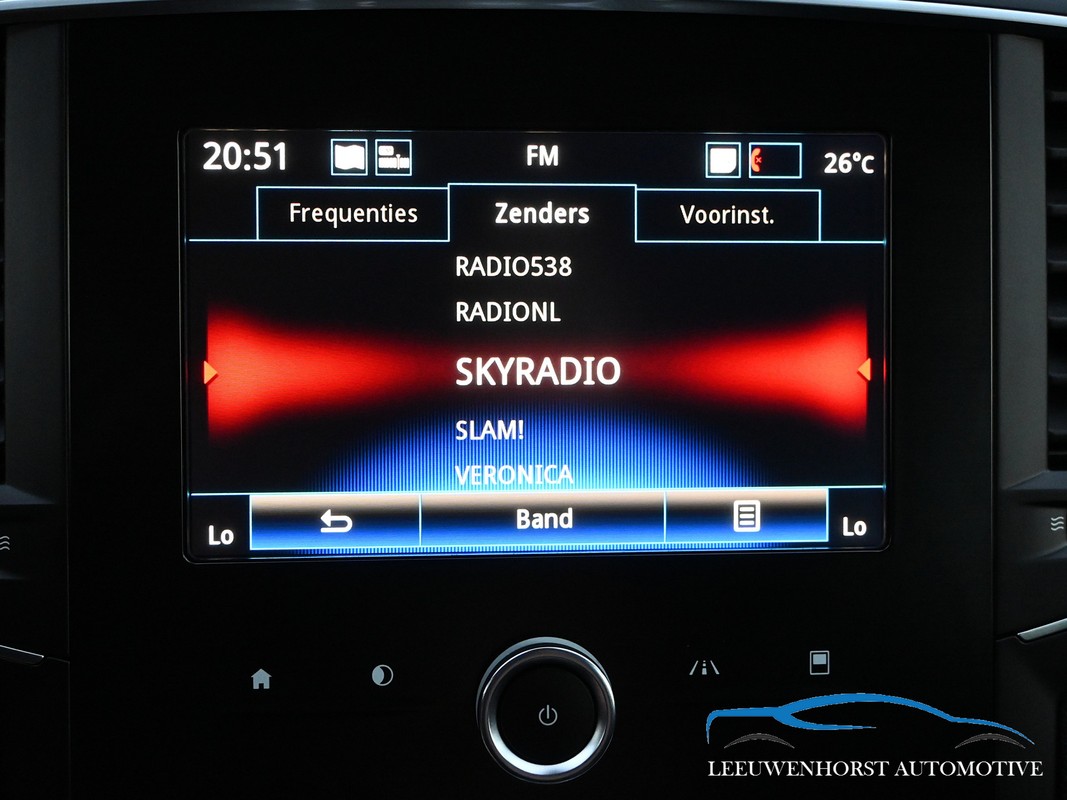 20:51 FM 26°C
Frequenties Zenders Voorinst.
RADIO538
RADIONL
SKYRADIO
SLAM!
VERONICA
Lo Band Lo
LEEUWENHORST AUTOMOTIVE